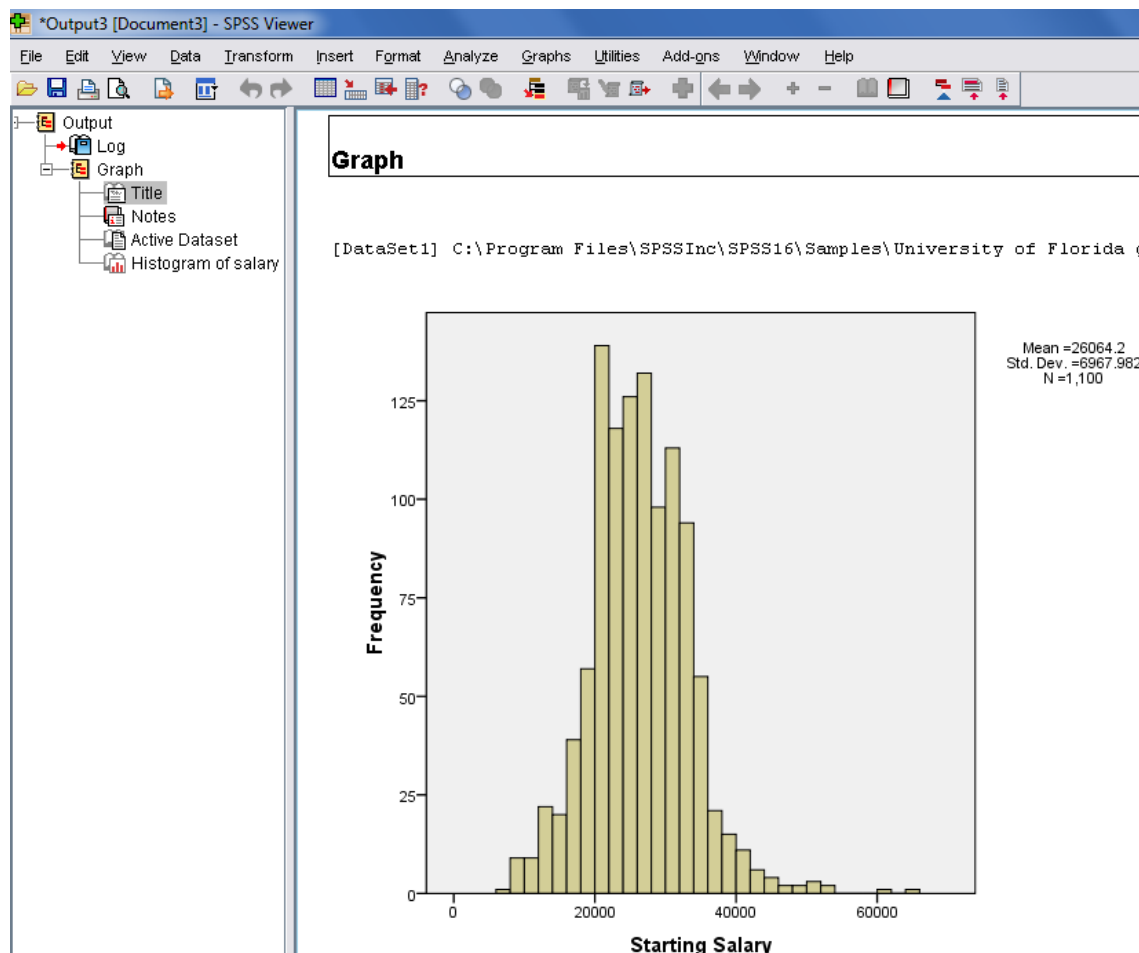 *Output3 [Document3] - SPSS Viewer
File Edit View Data Transform Insert Format Analyze Graphs Utilities Add-ons Window Help
Output
Log
Graph
Title
Notes
Active Dataset
Histogram of salary
Graph
[DataSet1] C:\Program Files\SPSSInc\SPSS16\Samples\University of Florida
Mean =26064.2
Std. Dev. =6967.982
N =1,100
125
100
75
50
25
0
Frequency
0 20000 40000 60000
Starting Salary